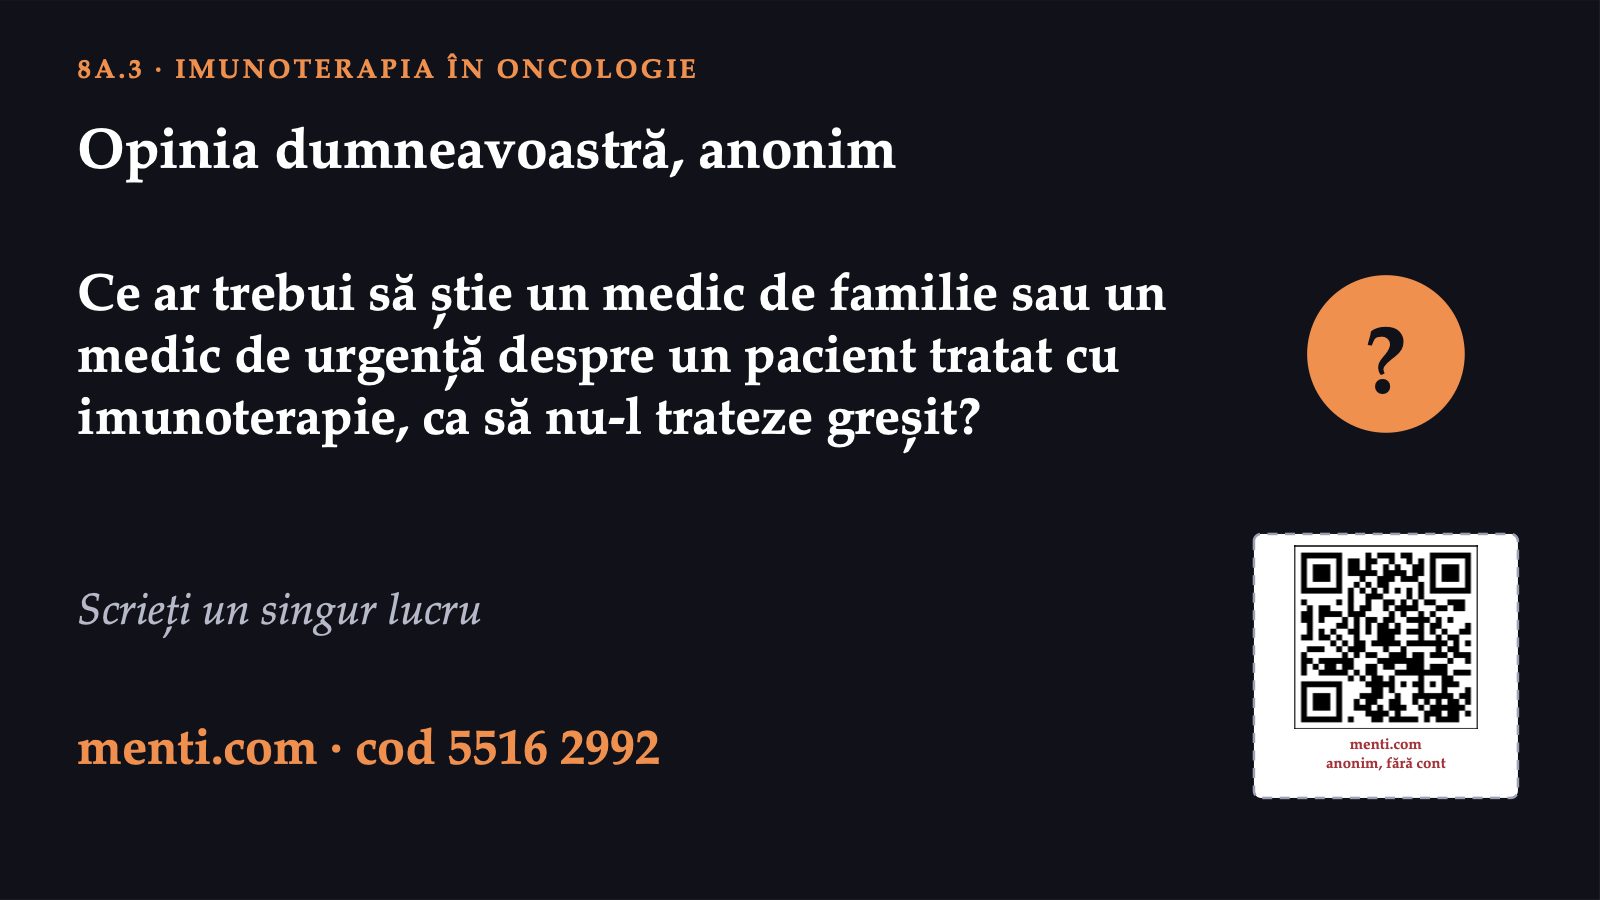 8A.3 · IMUNOTERAPIA ÎN ONCOLOGIE
Opinia dumneavoastră, anonim
Ce ar trebui să știe un medic de familie sau un
medic de urgență despre un pacient tratat cu
imunoterapie, ca să nu-l trateze greșit?
?
Scrieți un singur lucru
menti.com · cod 5516 2992
menti.com
anonim, fără cont